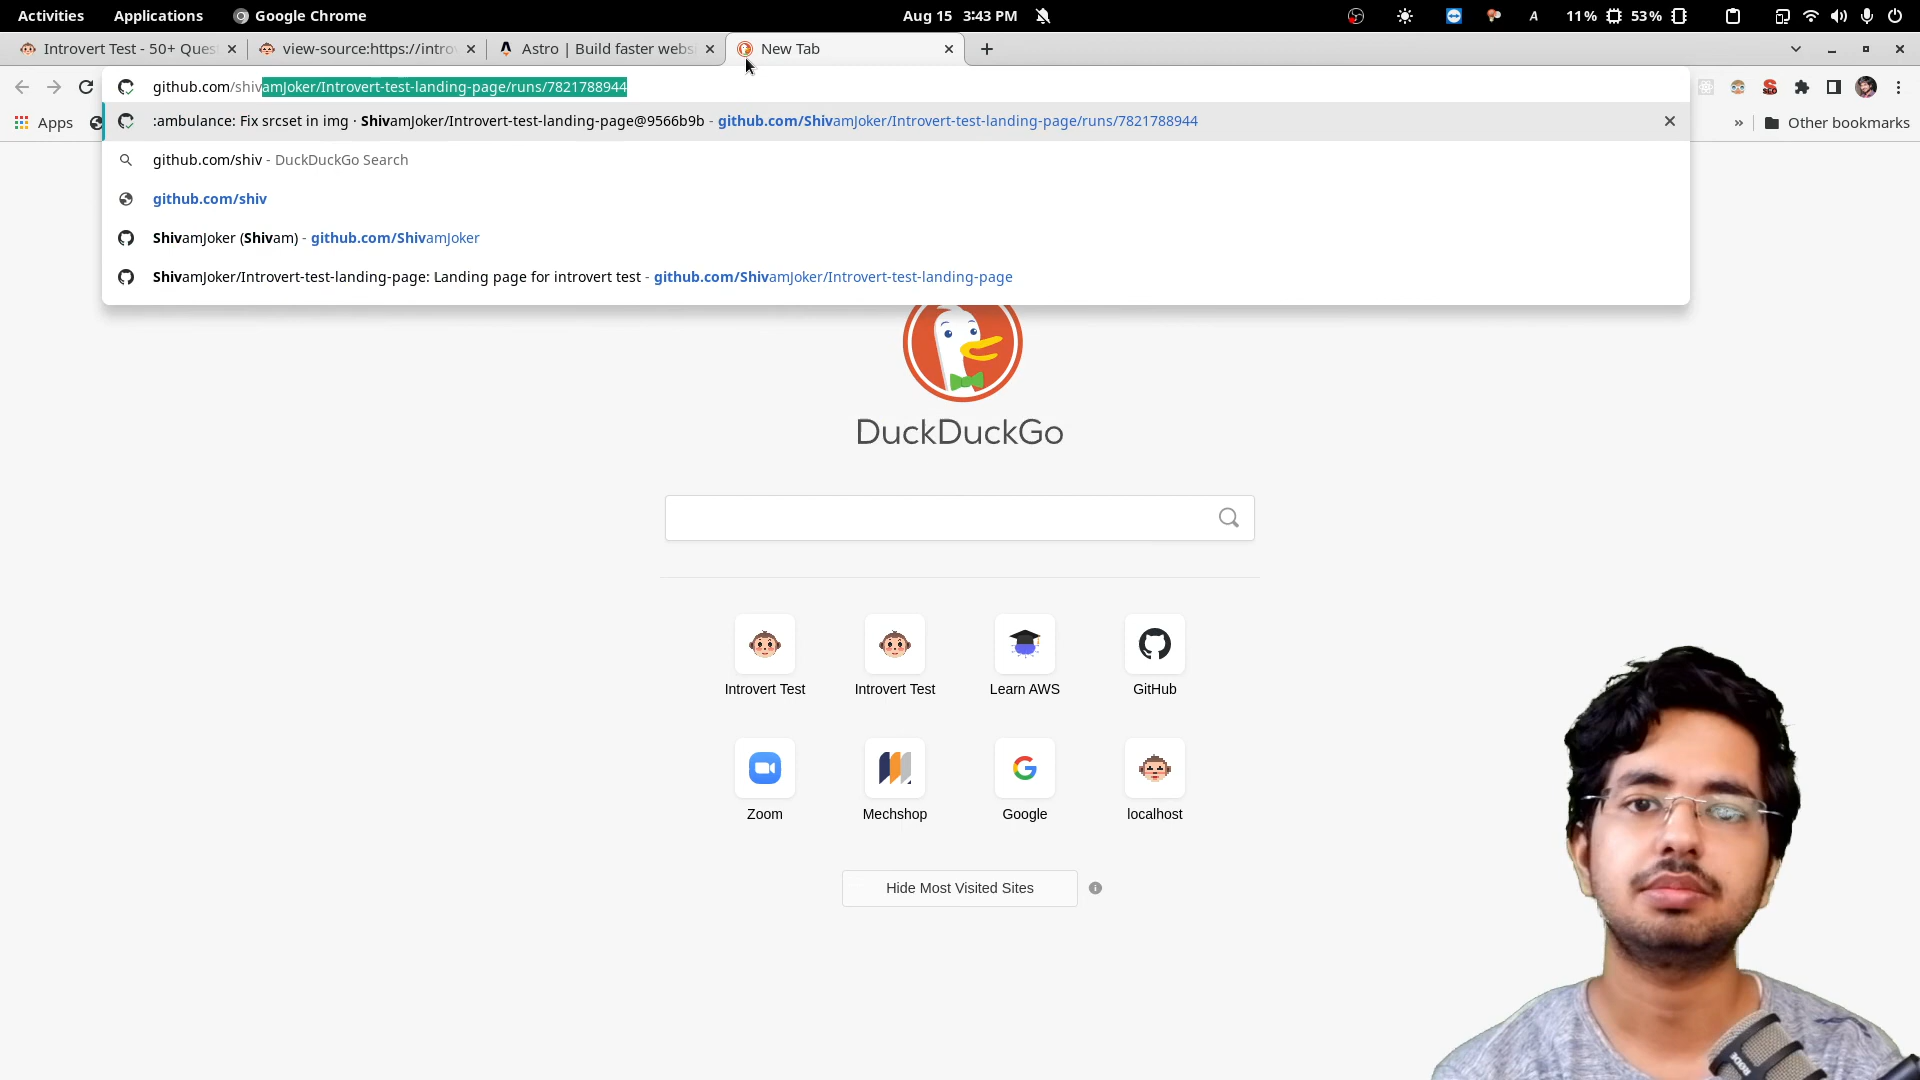 Activities Applications Google Chrome Aug 15 3:43 PM A 11% 53%
Introvert Test - 50+ Ques view-source:https://intro Astro | Build faster webs New Tab
github.com/shivamJoker/Introvert-test-landing-page/runs/7821788944
Apps » Other bookmarks
:ambulance: Fix srcset in img · ShivamJoker/Introvert-test-landing-page@9566b9b - github.com/ShivamJoker/Introvert-test-landing-page/runs/7821788944
github.com/shiv - DuckDuckGo Search
github.com/shiv
ShivamJoker (Shivam) - github.com/ShivamJoker
ShivamJoker/Introvert-test-landing-page: Landing page for introvert test - github.com/ShivamJoker/Introvert-test-landing-page
DuckDuckGo
Introvert Test Introvert Test Learn AWS GitHub
Zoom Mechshop Google localhost
Hide Most Visited Sites
RODE